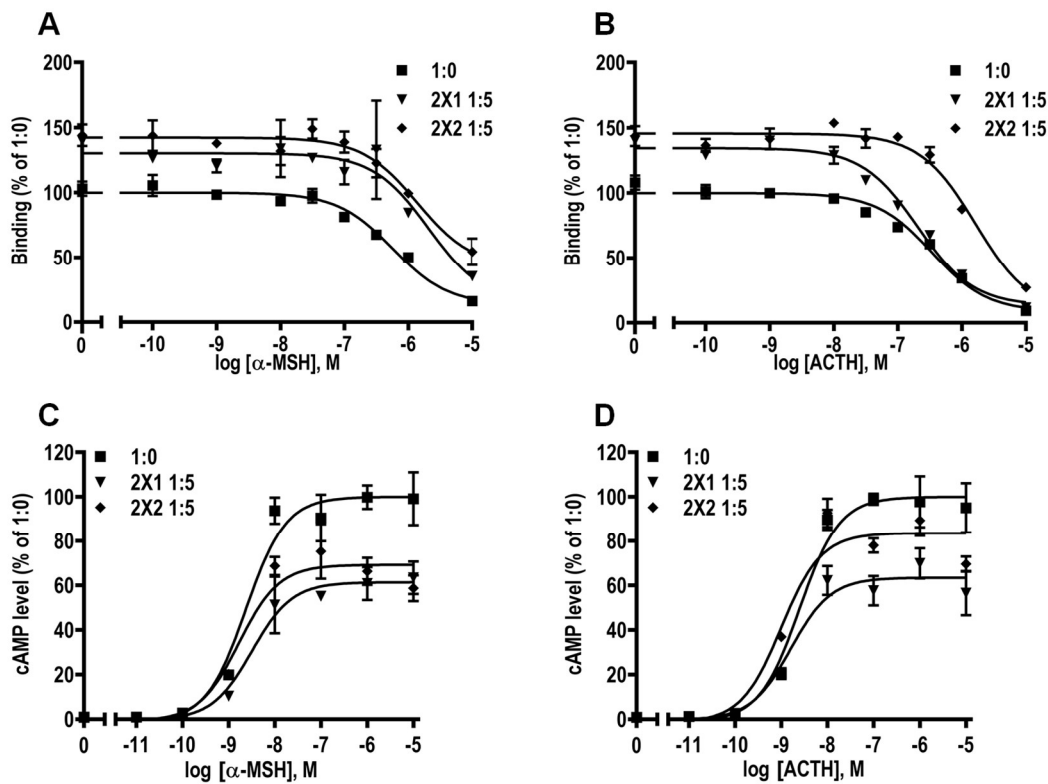 A
Binding (% of 1:0)
200
150
100
50
0
1:0
2X1 1:5
2X2 1:5
0 -10 -9 -8 -7 -6 -5
log [α-MSH], M
B
Binding (% of 1:0)
200
150
100
50
0
1:0
2X1 1:5
2X2 1:5
0 -10 -9 -8 -7 -6 -5
log [ACTH], M
C
cAMP level (% of 1:0)
120
100
80
60
40
20
0
1:0
2X1 1:5
2X2 1:5
0 -11 -10 -9 -8 -7 -6 -5
log [α-MSH], M
D
cAMP level (% of 1:0)
120
100
80
60
40
20
0
1:0
2X1 1:5
2X2 1:5
0 -11 -10 -9 -8 -7 -6 -5
log [ACTH], M